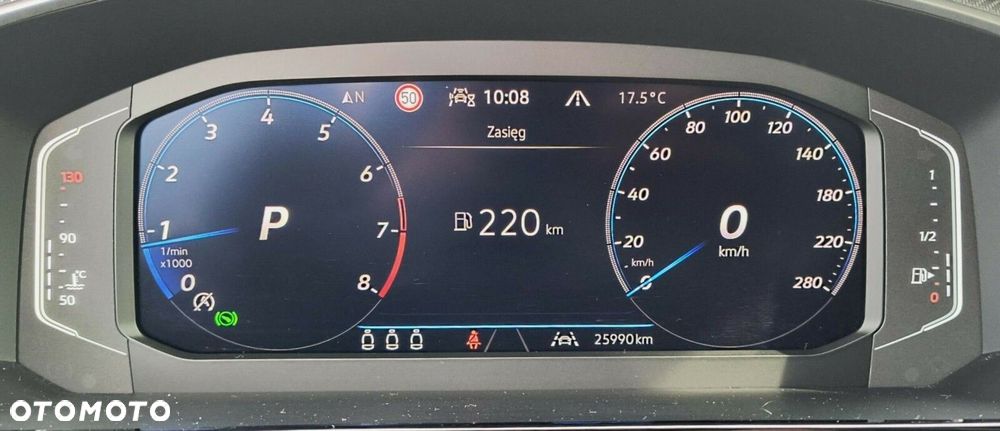 N 50 10:08 17.5°C
Zasięg
220 km
0 1 2 3 4 5 6 7 8
1/min
x1000
P
0 20 40 60 80 100 120 140 180 220 280
km/h
0
km/h
130
90
°C
50
1
1/2
0
25990 km
OTOMOTO